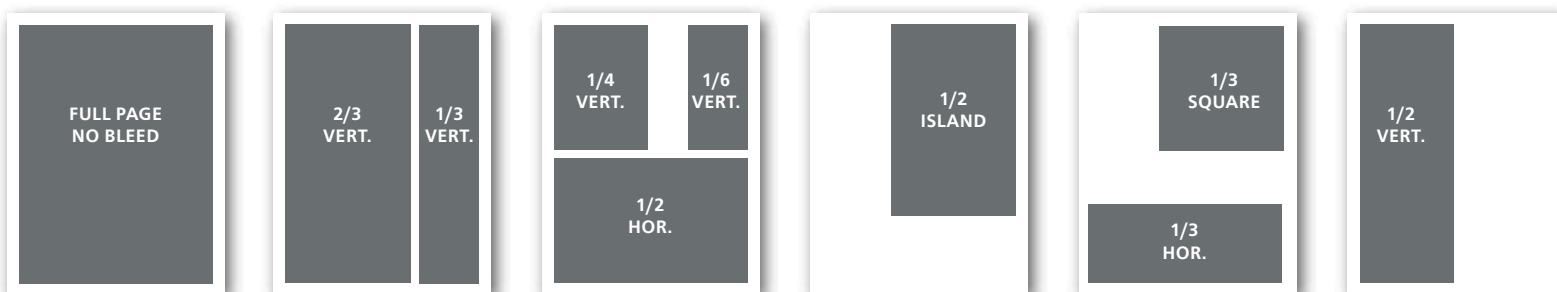 FULL PAGE
NO BLEED
2/3
VERT.
1/3
VERT.
1/4
VERT.
1/6
VERT.
1/2
HOR.
1/2
ISLAND
1/3
SQUARE
1/3
HOR.
1/2
VERT.